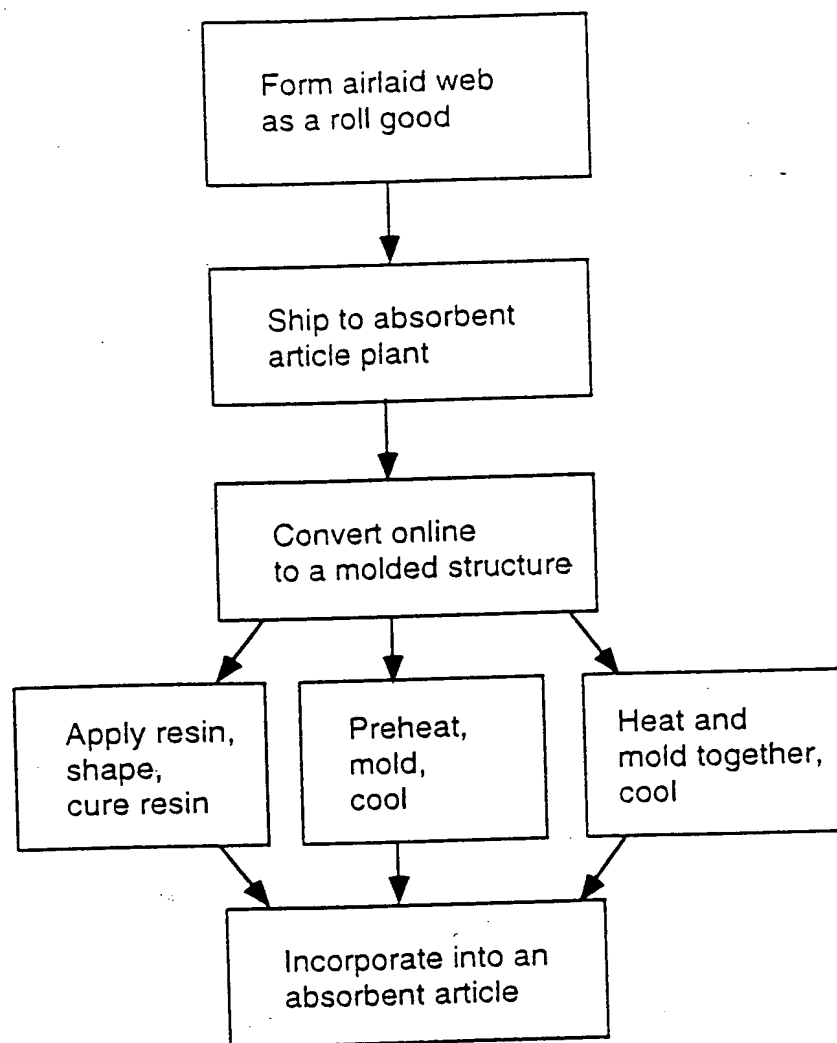 Form airlaid web
as a roll good
Ship to absorbent
article plant
Convert online
to a molded structure
Apply resin,
shape,
cure resin
Preheat,
mold,
cool
Heat and
mold together,
cool
Incorporate into an
absorbent article